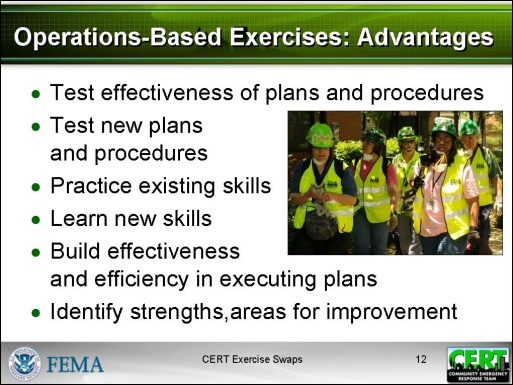 Operations-Based Exercises: Advantages
Test effectiveness of plans and procedures
Test new plans
and procedures
Practice existing skills
Learn new skills
Build effectiveness
and efficiency in executing plans
Identify strengths,areas for improvement
FEMA
CERT Exercise Swaps
12
CERT
COMMUNITY EMERGENCY
RESPONSE TEAM